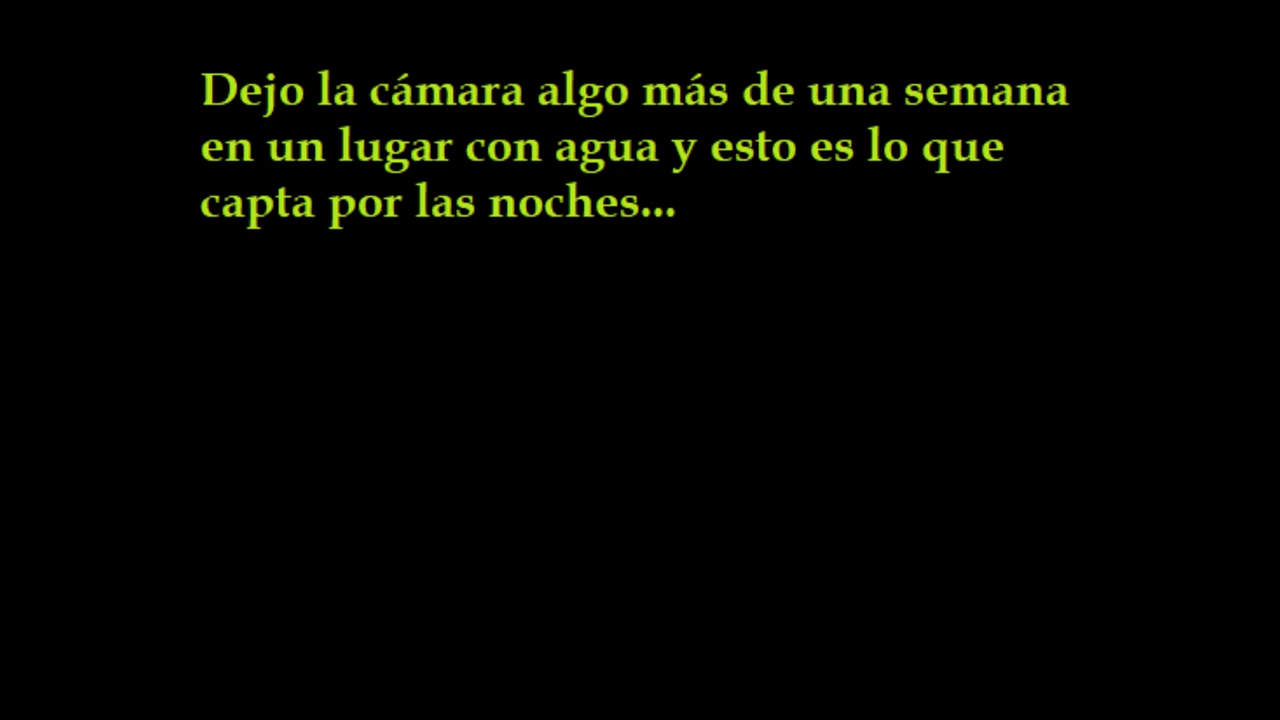 Dejo la cámara algo más de una semana
en un lugar con agua y esto es lo que
capta por las noches...